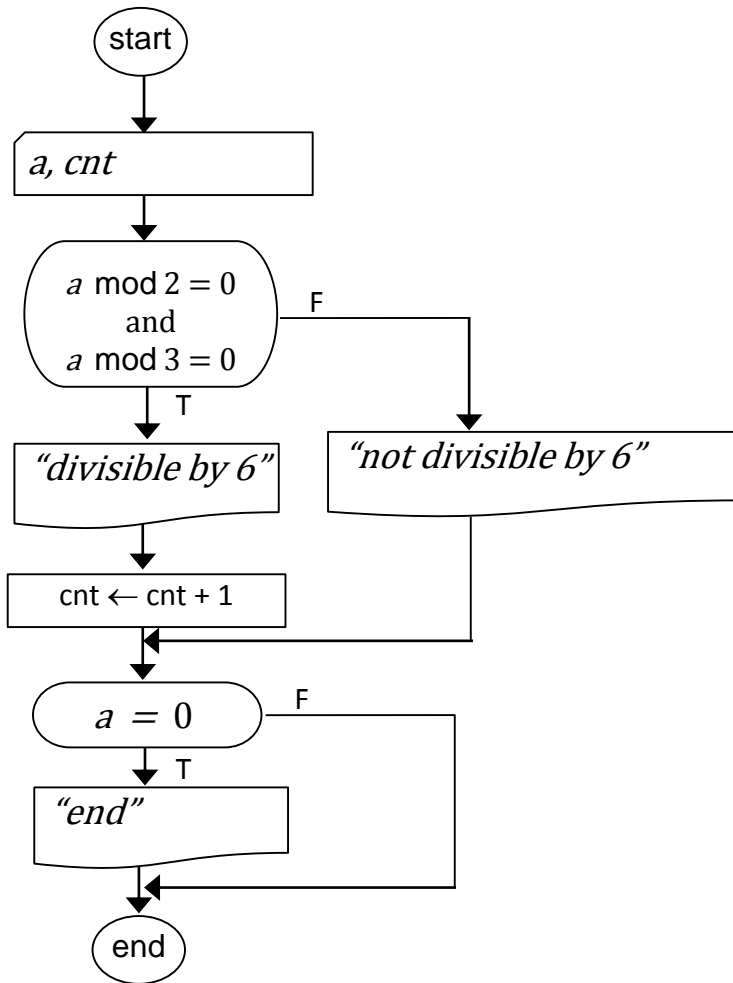 start
a, cnt
a mod 2 = 0
and
a mod 3 = 0
F
T
“divisible by 6”
“not divisible by 6”
cnt ← cnt + 1
a = 0
F
T
“end”
end